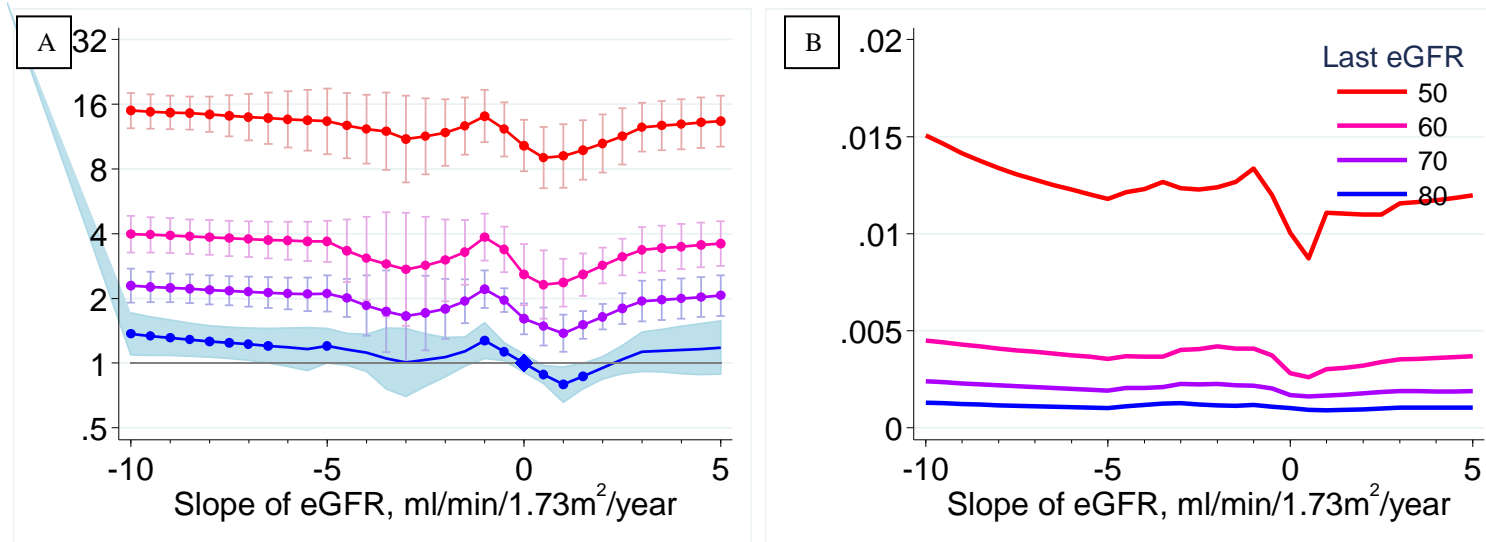 A
32
16
8
4
2
1
.5
-10 -5 0 5
Slope of eGFR, ml/min/1.73m²/year
B
.02
.015
.01
.005
0
-10 -5 0 5
Slope of eGFR, ml/min/1.73m²/year
Last eGFR
50
60
70
80